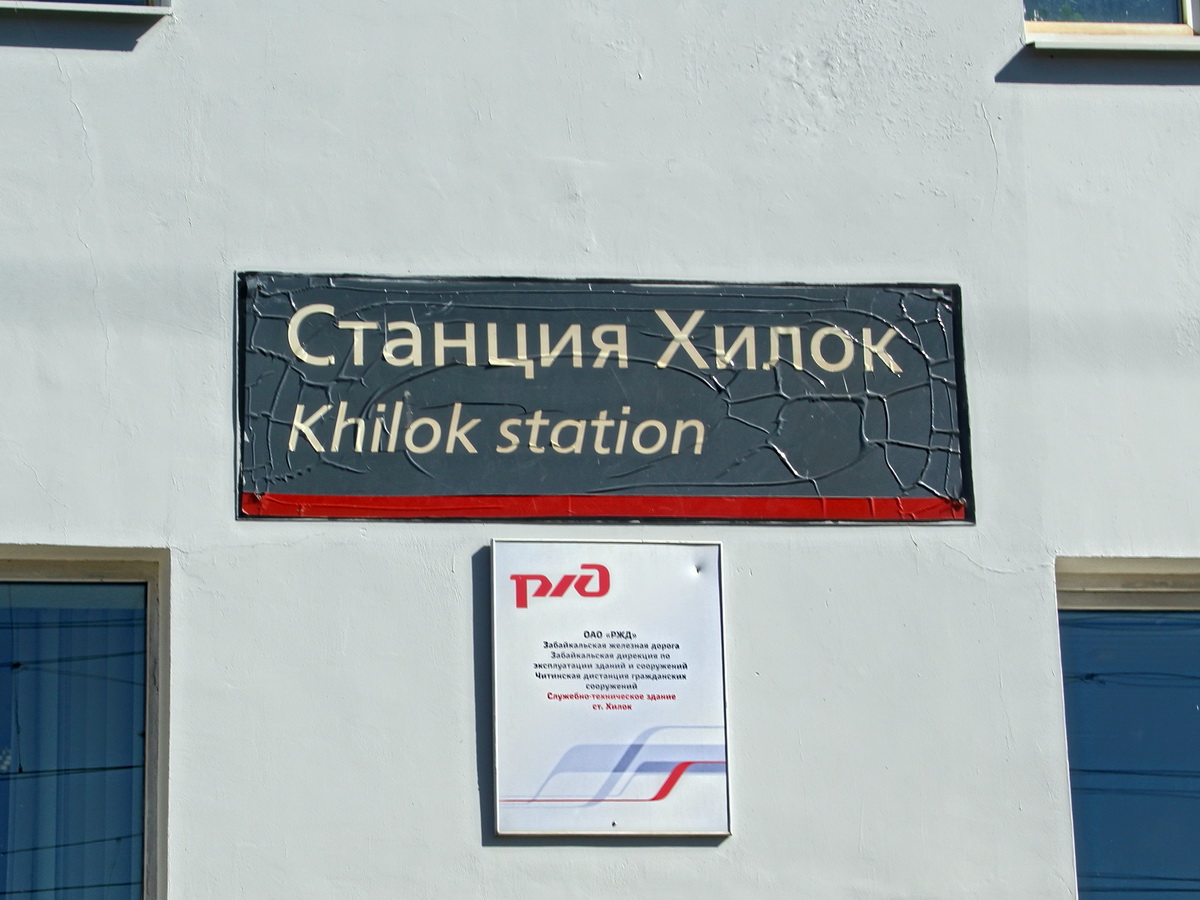 Станция Хилок
Khilok station
ржд
ОАО «РЖД»
Забайкальская железная дорога
Забайкальская дирекция по
эксплуатации зданий и сооружений
Читинская дистанция гражданских
сооружений
Служебно-техническое здание
ст. Хилок